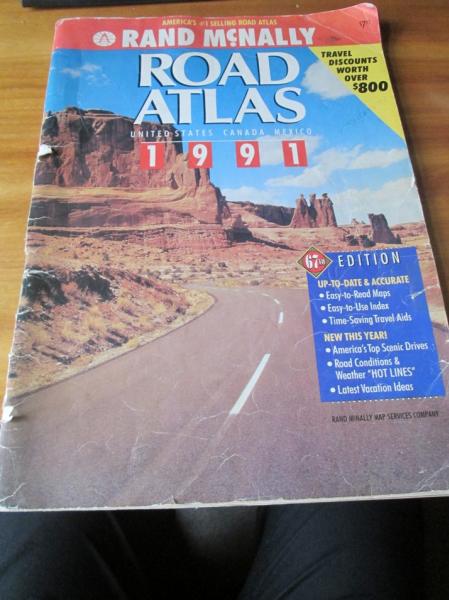 AMERICA'S #1 SELLING ROAD ATLAS
RAND McNALLY
TRAVEL
DISCOUNTS
WORTH
OVER
$800
ROAD
ATLAS
UNITED STATES CANADA MEXICO
1991
67TH EDITION
UP-TO-DATE & ACCURATE
• Easy-to-Read Maps
• Easy-to-Use Index
• Time-Saving Travel Aids
NEW THIS YEAR!
• America's Top Scenic Drives
• Road Conditions &
Weather "HOT LINES"
• Latest Vacation Ideas
RAND McNALLY MAP SERVICES COMPANY